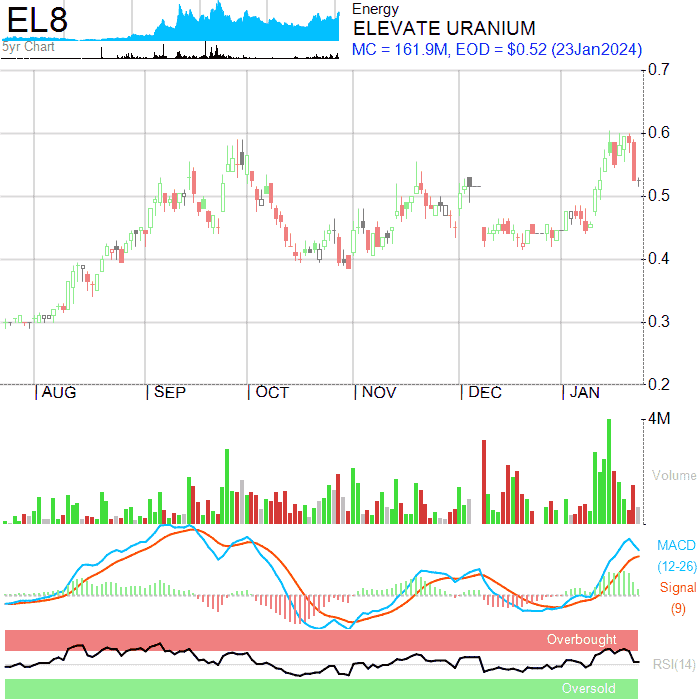 EL8
5yr Chart
Energy
ELEVATE URANIUM
MC = 161.9M, EOD = $0.52 (23Jan2024)
0.7
0.6
0.5
0.4
0.3
0.2
AUG SEP OCT NOV DEC JAN
4M
Volume
MACD
(12-26)
Signal
(9)
Overbought
RSI(14)
Oversold